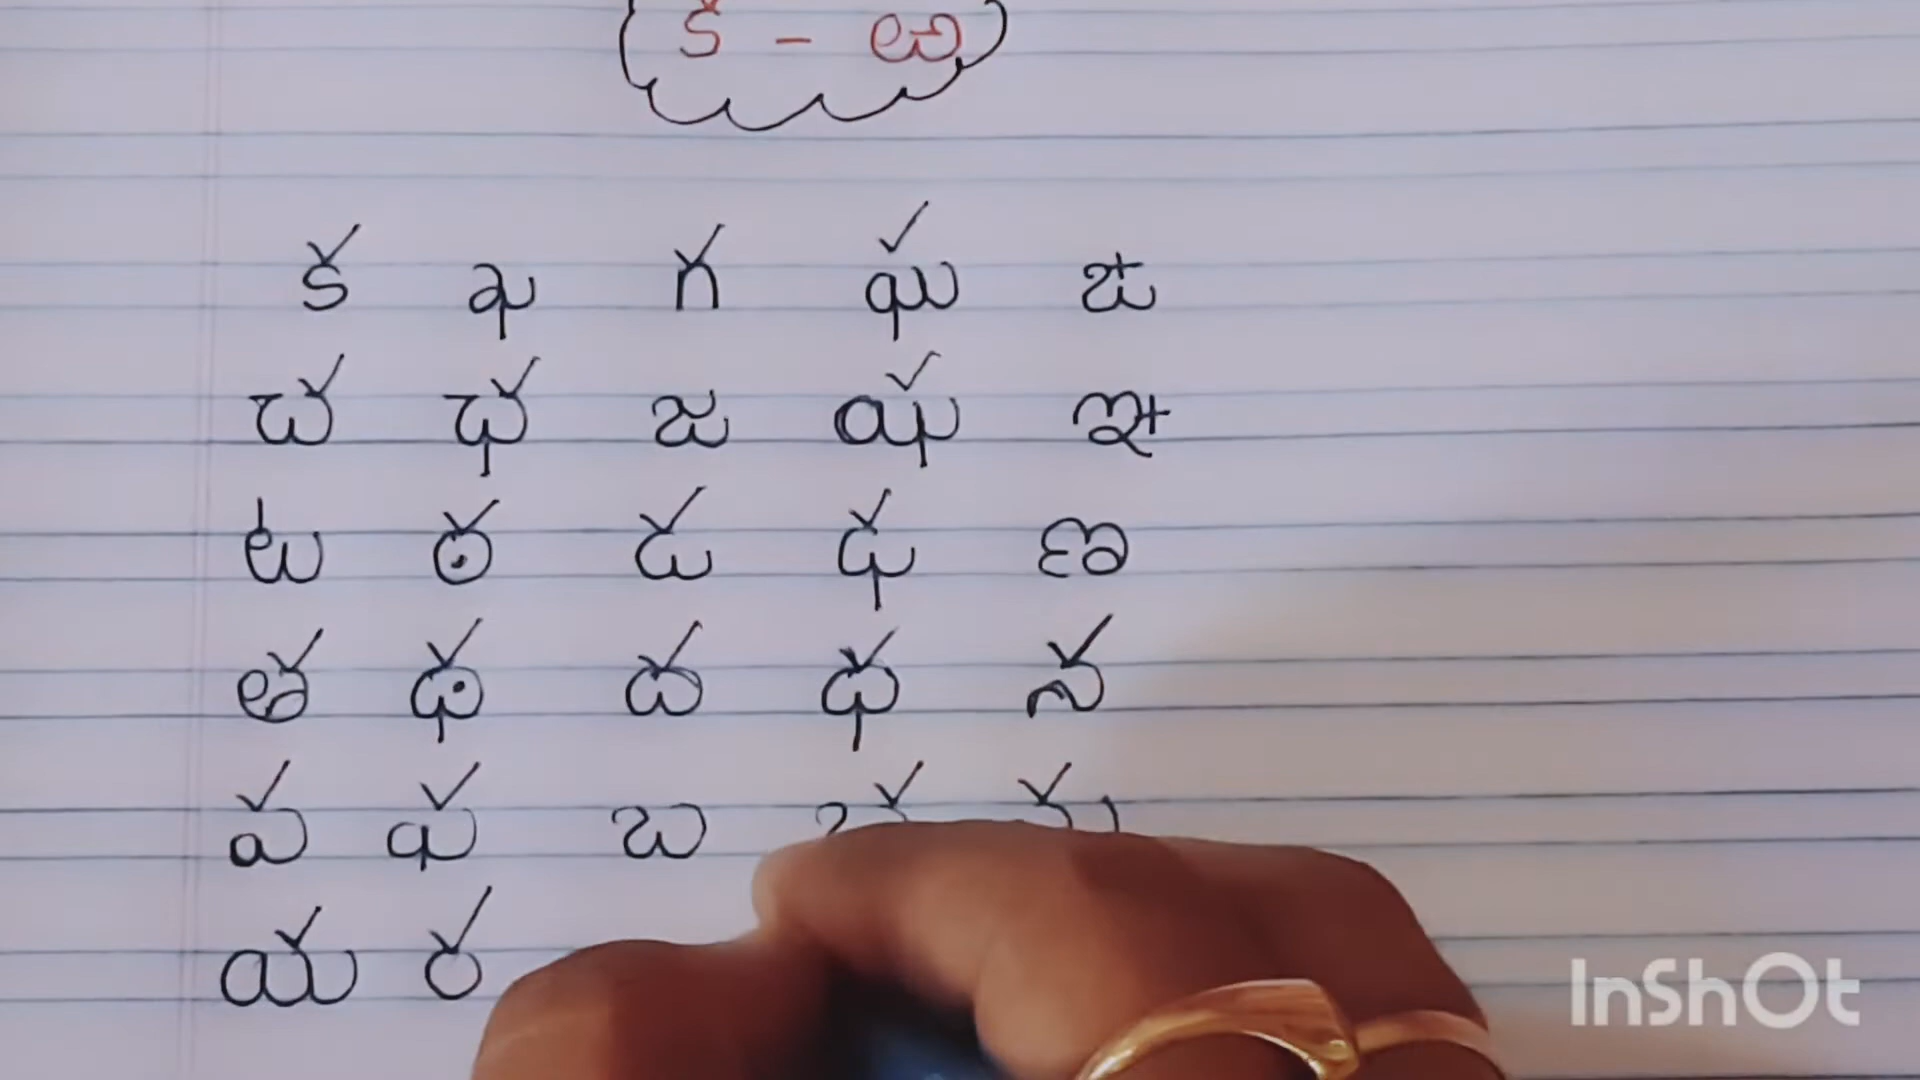 క - ఱ
క ఖ గ ఘ ఙ
చ ఛ జ ఝ ఞ
ట ఠ డ ఢ ణ
త థ ద ధ న
ప ఫ బ భ మ
య ర
InShOt